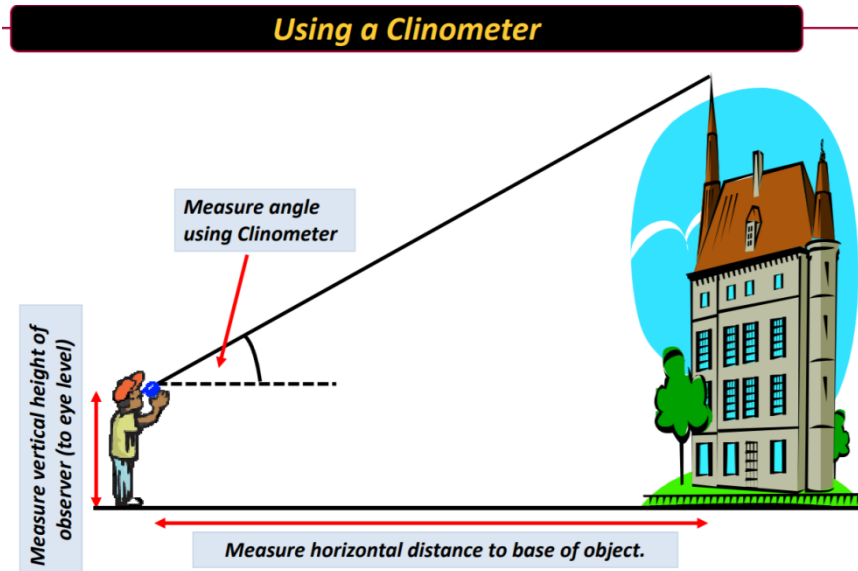 Using a Clinometer
Measure angle
using Clinometer
Measure vertical height of
observer (to eye level)
Measure horizontal distance to base of object.